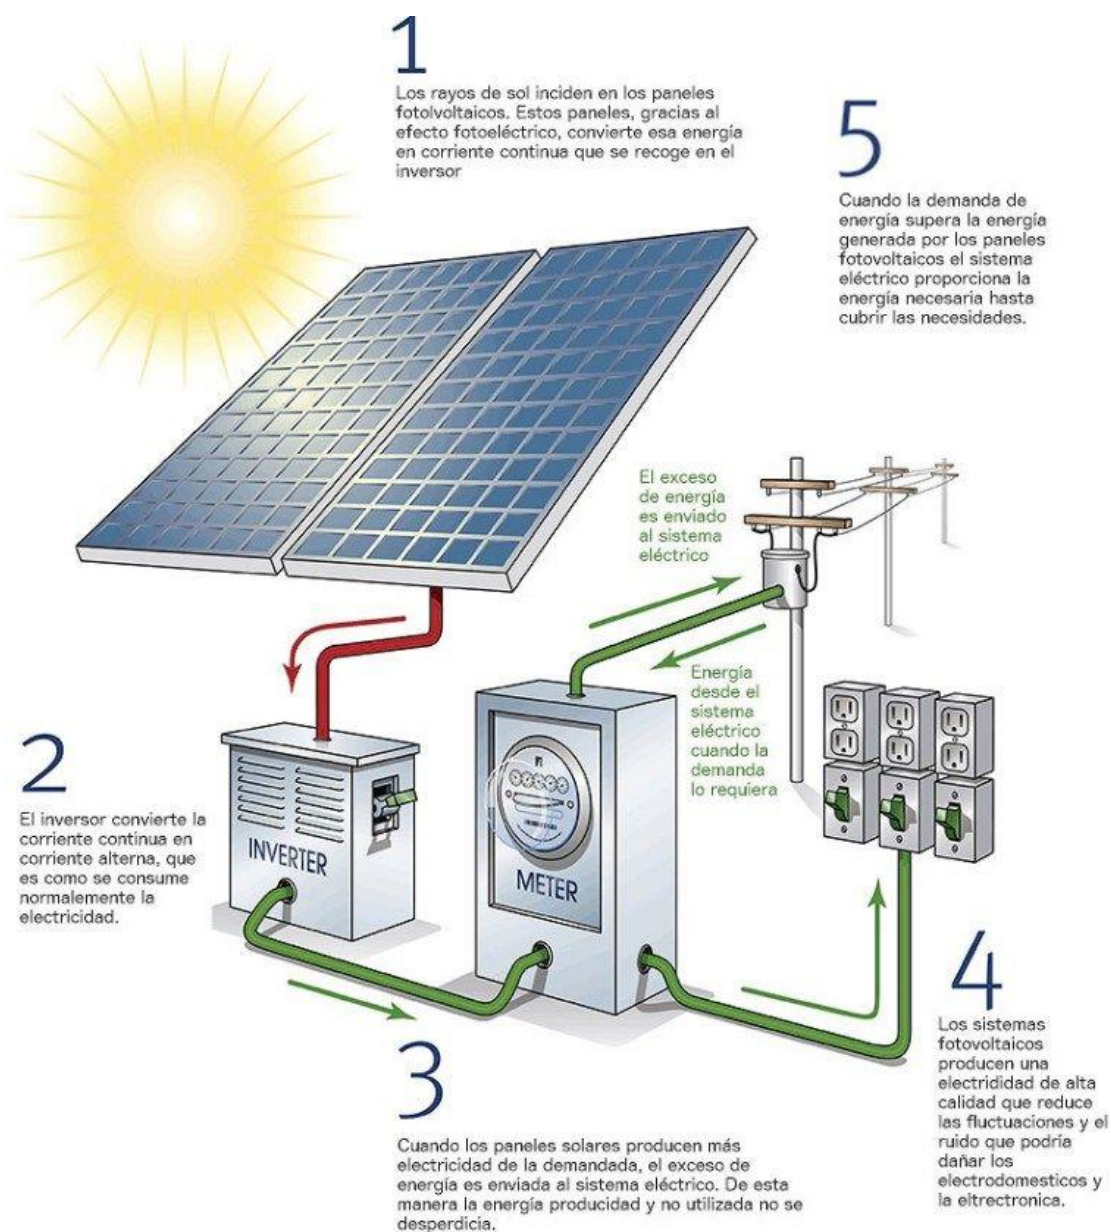 1
Los rayos de sol inciden en los paneles
fotolvoltaicos. Estos paneles, gracias al
efecto fotoeléctrico, convierte esa energía
en corriente continua que se recoge en el
inversor
5
Cuando la demanda de
energía supera la energía
generada por los paneles
fotovoltaicos el sistema
eléctrico proporciona la
energía necesaria hasta
cubrir las necesidades.
El exceso
de energía
es enviado
al sistema
eléctrico
Energía
desde el
sistema
eléctrico
cuando la
demanda
lo requiera
2
El inversor convierte la
corriente continua en
corriente alterna, que
es como se consume
normalemente la
electricidad.
INVERTER
METER
3
Cuando los paneles solares producen más
electricidad de la demandada, el exceso de
energía es enviada al sistema eléctrico. De esta
manera la energía producidad y no utilizada no se
desperdicia.
4
Los sistemas
fotovoltaicos
producen una
electrididad de alta
calidad que reduce
las fluctuaciones y el
ruido que podría
dañar los
electrodomesticos y
la eltrectronica.